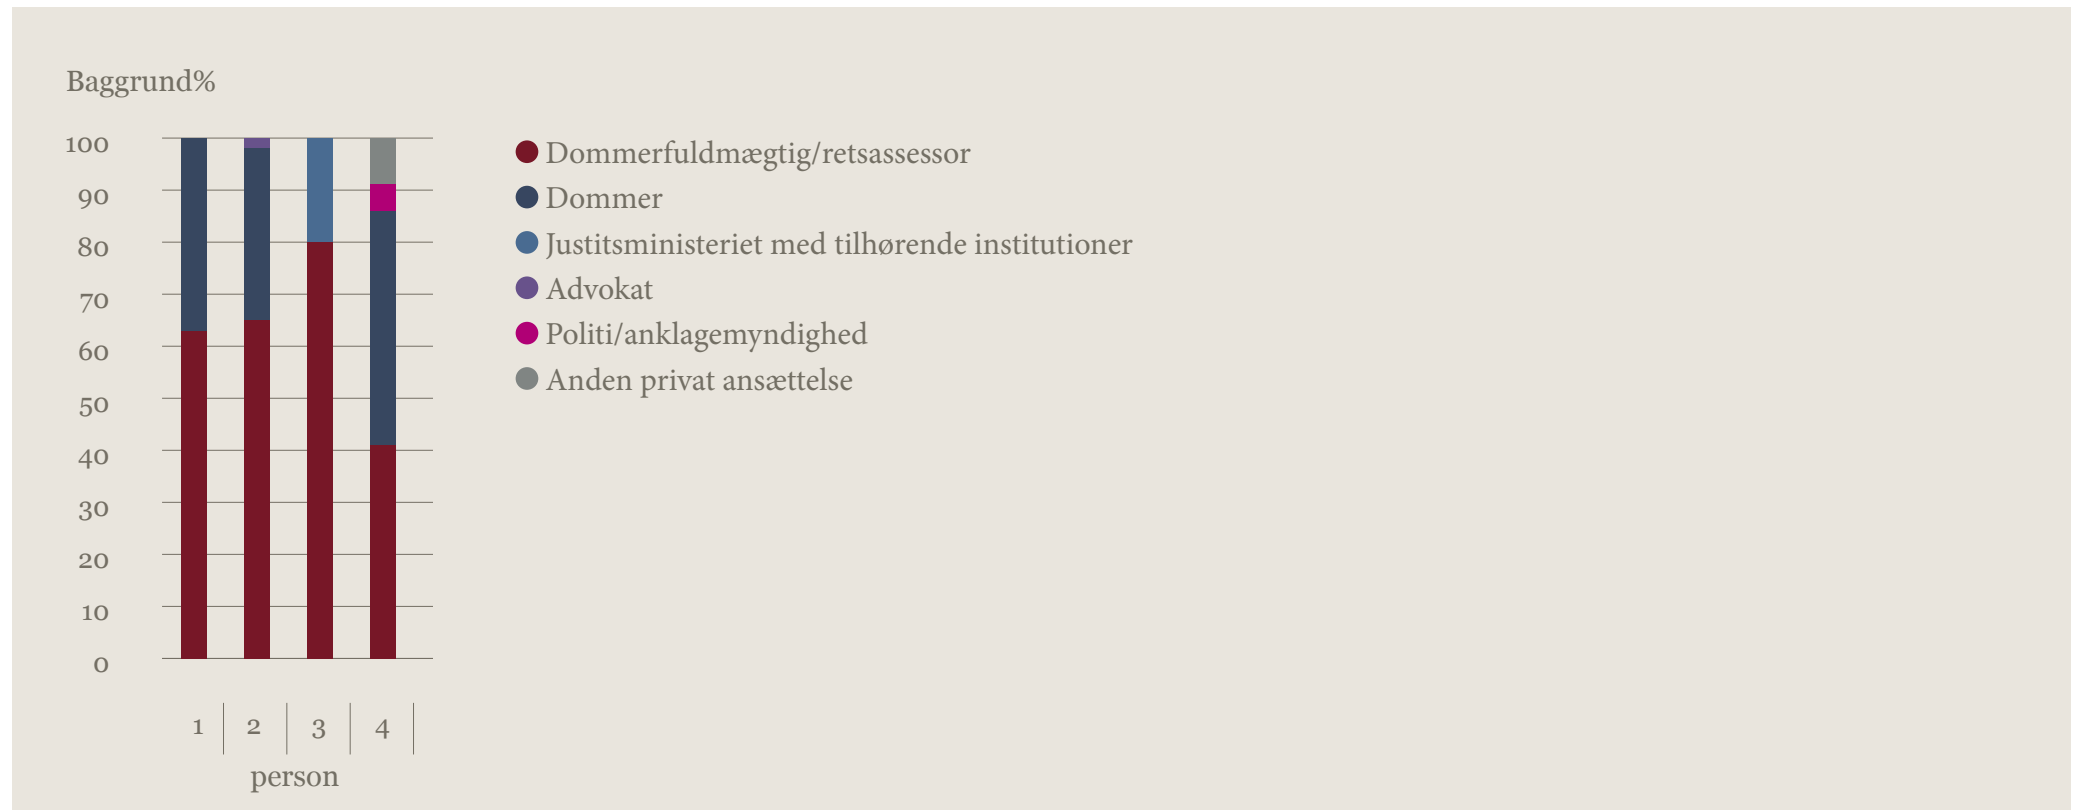 Baggrund%
100
90
80
70
60
50
40
30
20
10
0
Dommerfuldmægtig/retsassessor
Dommer
Justitsministeriet med tilhørende institutioner
Advokat
Politi/anklagemyndighed
Anden privat ansættelse
1 2 3 4
person